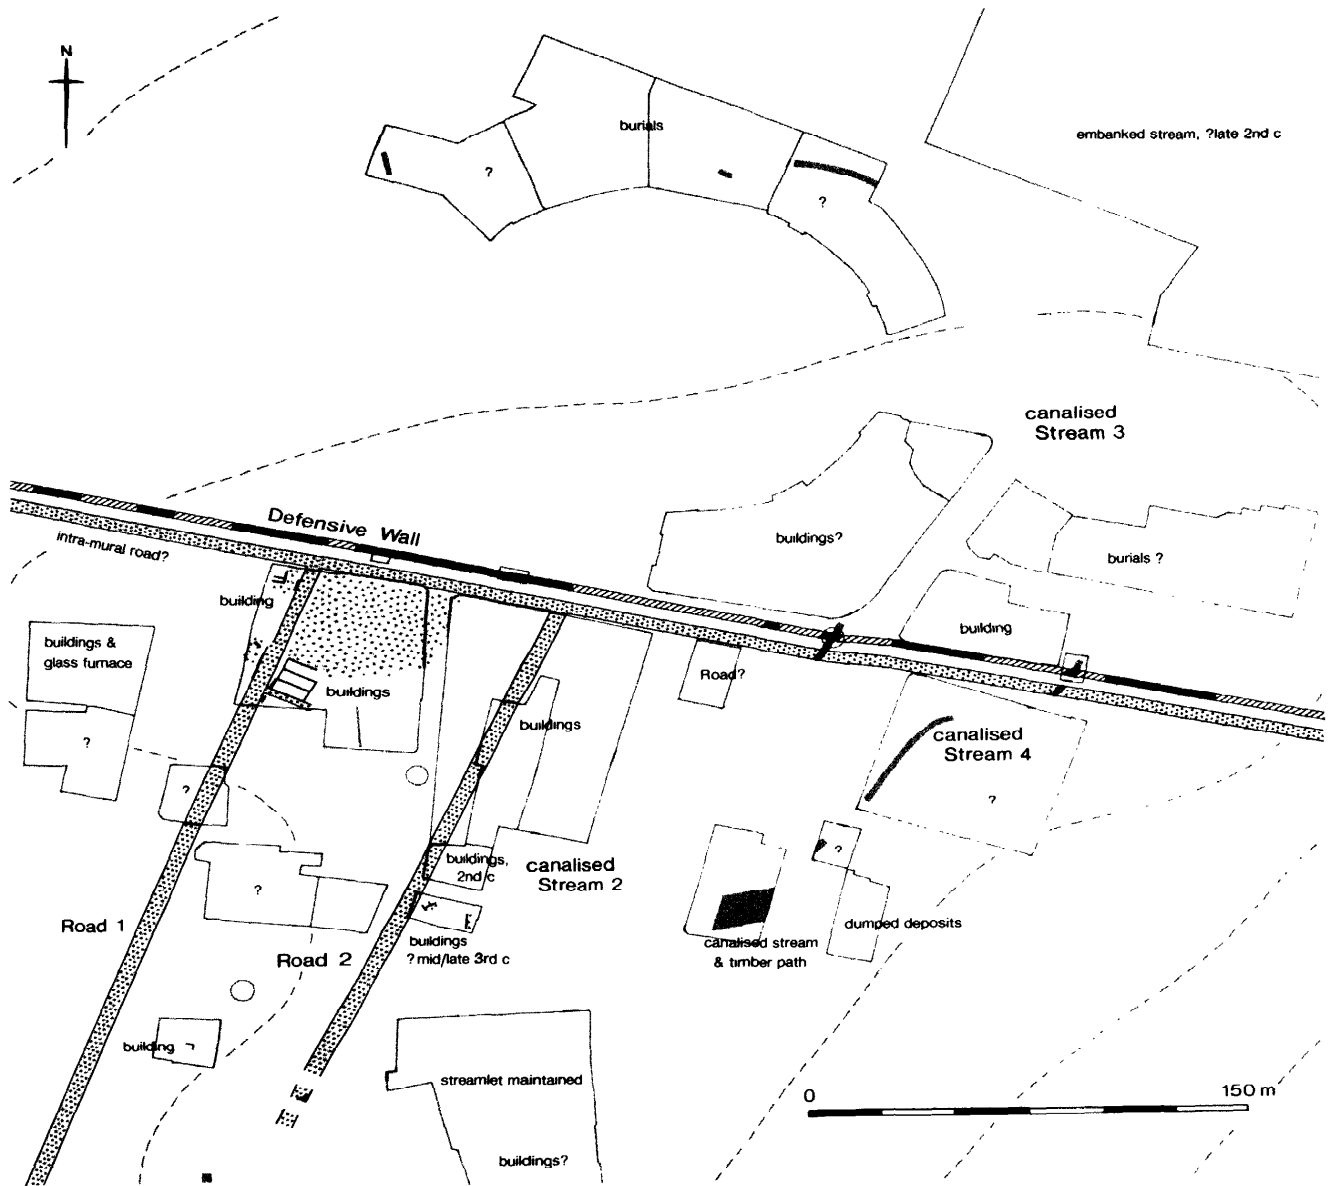 N
burials
embanked stream, ?late 2nd c
?
?
canalised
Stream 3
Defensive Wall
intra-mural road?
buildings?
burials ?
building
building
buildings &
glass furnace
Road?
buildings
buildings
canalised
Stream 4
?
?
?
?
buildings,
2nd c
canalised
Stream 2
?
Road 1
dumped deposits
buildings
? mid/late 3rd c
canalised stream
& timber path
Road 2
building
streamlet maintained
0
150 m
buildings?